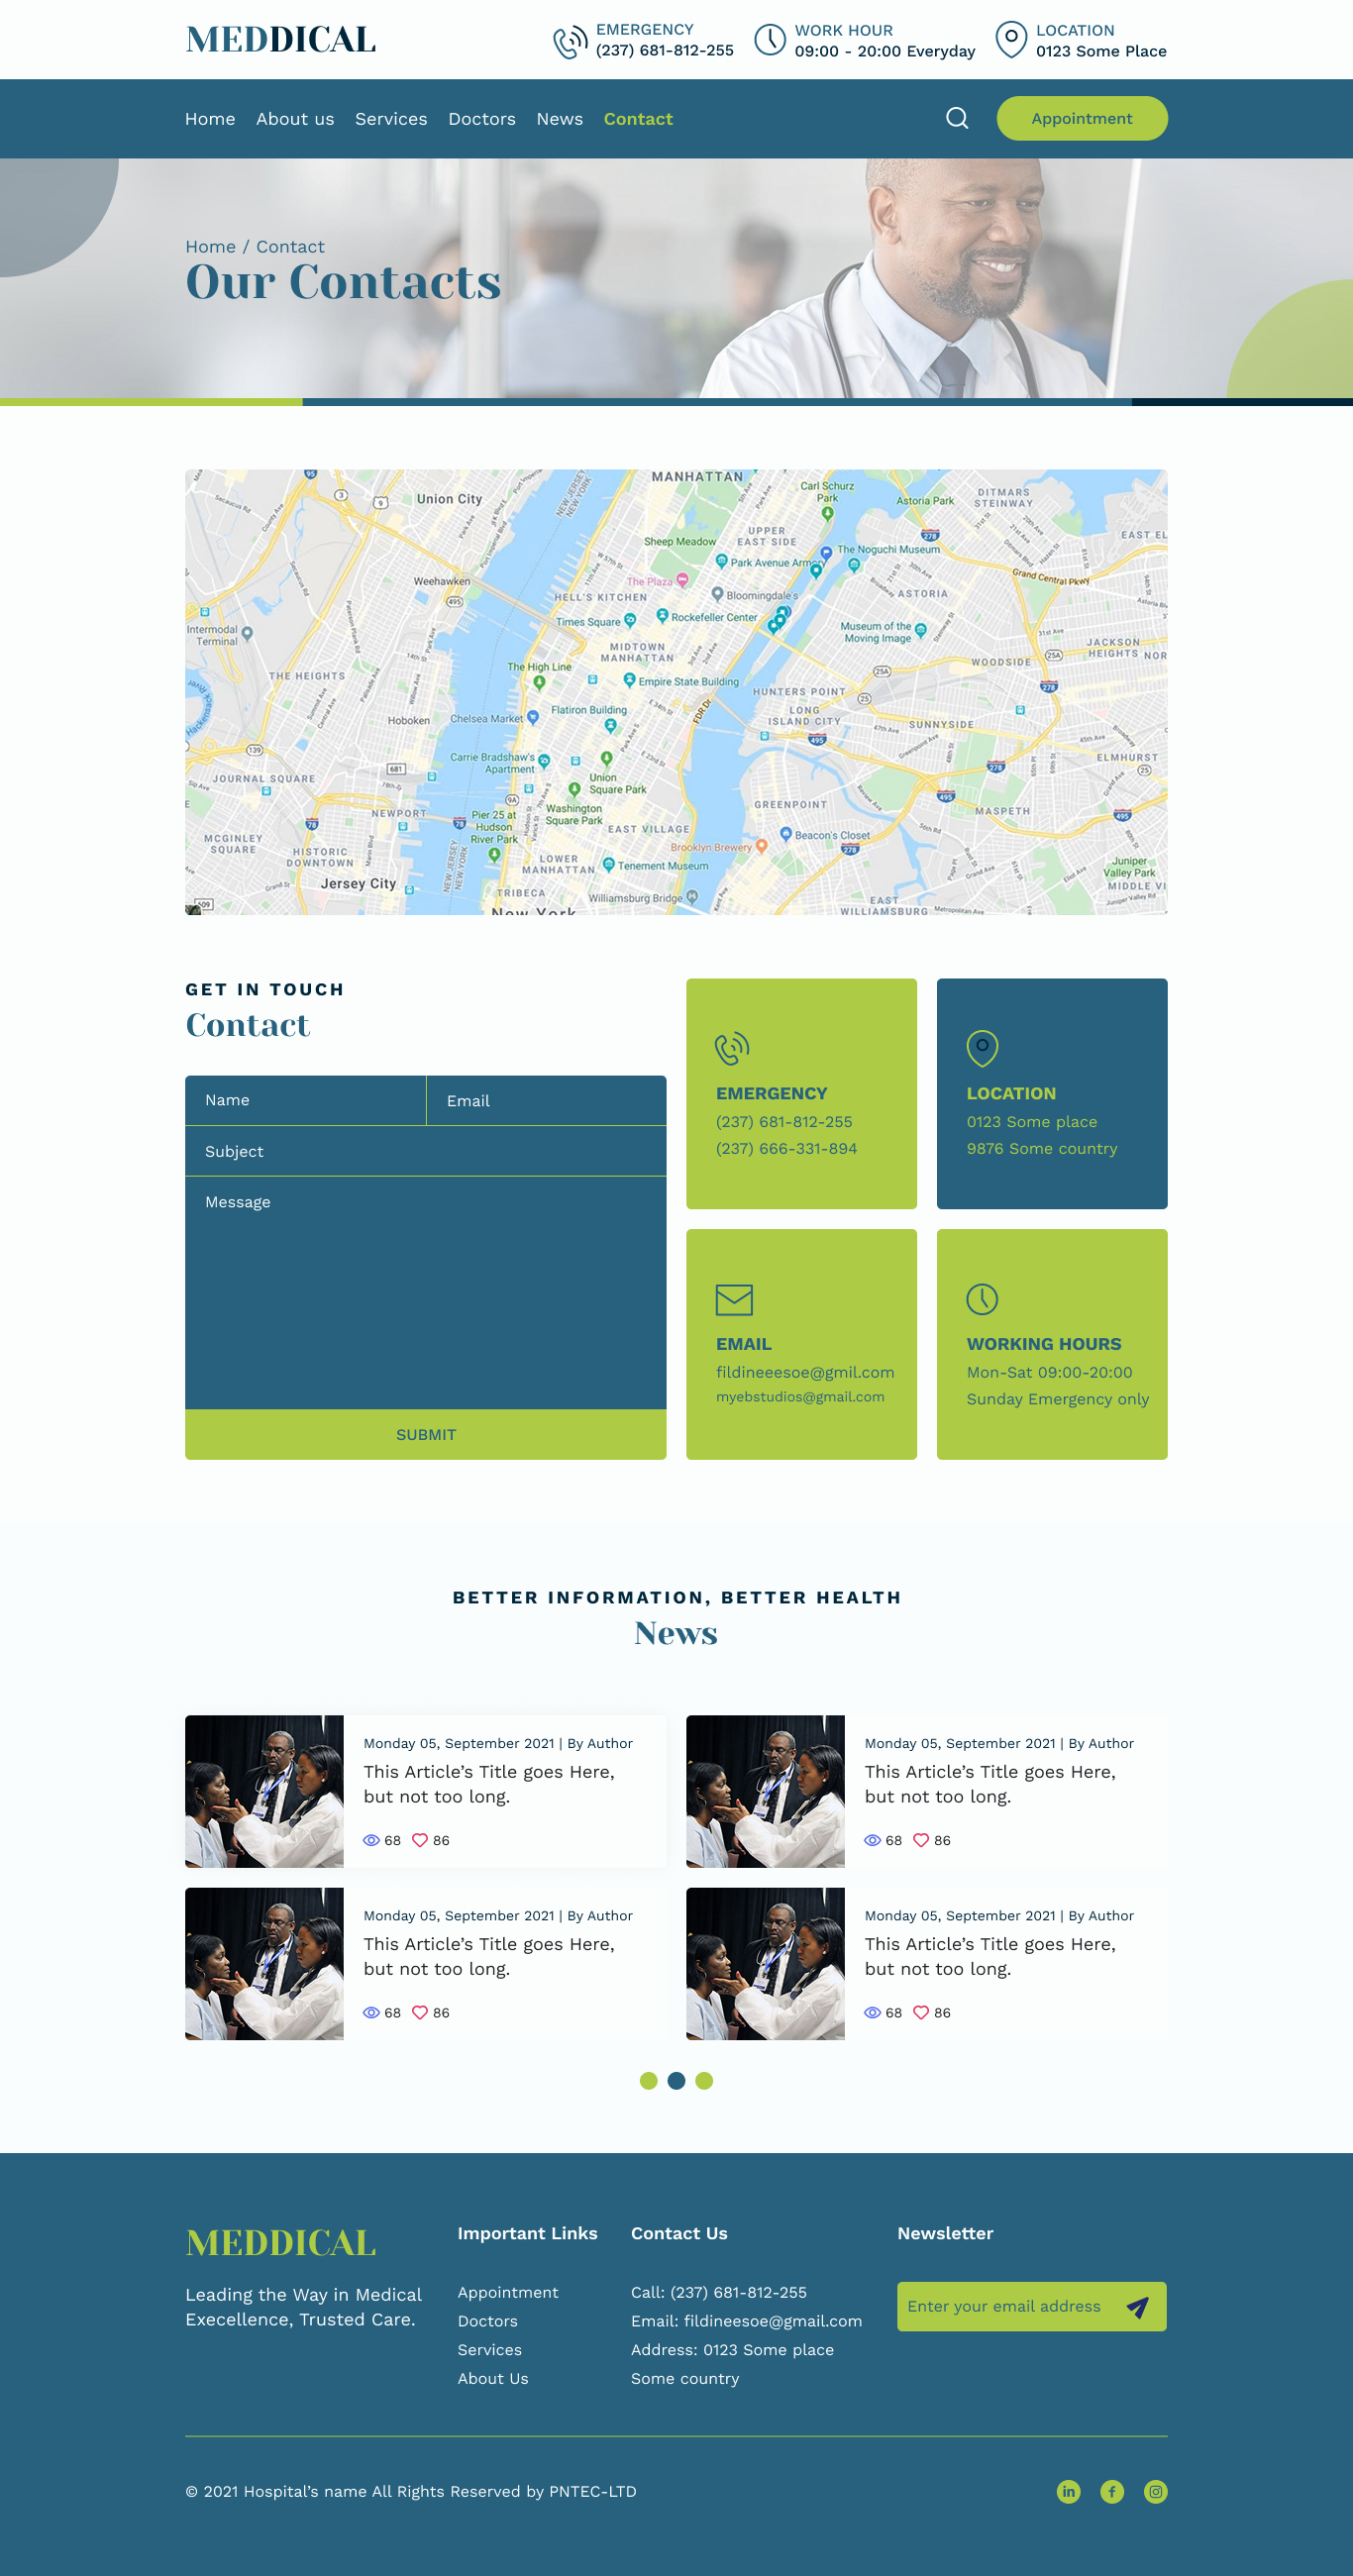 MEDDICAL
EMERGENCY
(237) 681-812-255
WORK HOUR
09:00 - 20:00 Everyday
LOCATION
0123 Some Place
Home About us Services Doctors News Contact
Appointment
Home / Contact
Our Contacts
MANHATTAN
Union City
Carl Schurz
Park
Astoria Park
DITMARS
STEINWAY
UPPER
EAST SIDE
Sheep Meadow
The Noguchi Museum
Park Avenue Armory
Grand Central Pkwy
The Plaza
Weehawken
Bloomingdale's
HELL'S KITCHEN
ASTORIA
Times Square
Rockefeller Center
Museum of the
Moving Image
Intermodal
Terminal
MIDTOWN
MANHATTAN
JACKSON
HEIGHTS
WOODSIDE
The High Line
THE HEIGHTS
Empire State Building
HUNTERS POINT
Hoboken
Chelsea Market
Flatiron Building
FDR Dr
LONG
ISLAND CITY
SUNNYSIDE
Carrie Bradshaw's
Apartment
ELMHURST
JOURNAL SQUARE
Union
Square Park
Washington
Square Park
GREENPOINT
MASPETH
NEWPORT
Pier 25 at
Hudson
River Park
EAST VILLAGE
Beacon's Closet
MCGINLEY
SQUARE
HISTORIC
DOWNTOWN
Brooklyn Brewery
LOWER
MANHATTAN
Tenement Museum
Juniper
Valley Park
Jersey City
TRIBECA
Williamsburg Bridge
MIDDLE VI
New York
EAST
WILLIAMSBURG
GET IN TOUCH
Contact
Name
Email
Subject
Message
SUBMIT
EMERGENCY
(237) 681-812-255
(237) 666-331-894
LOCATION
0123 Some place
9876 Some country
EMAIL
fildineeesoe@gmil.com
myebstudios@gmail.com
WORKING HOURS
Mon-Sat 09:00-20:00
Sunday Emergency only
BETTER INFORMATION, BETTER HEALTH
News
Monday 05, September 2021 | By Author
This Article’s Title goes Here,
but not too long.
68 86
Monday 05, September 2021 | By Author
This Article’s Title goes Here,
but not too long.
68 86
Monday 05, September 2021 | By Author
This Article’s Title goes Here,
but not too long.
68 86
Monday 05, September 2021 | By Author
This Article’s Title goes Here,
but not too long.
68 86
MEDDICAL
Leading the Way in Medical
Execellence, Trusted Care.
Important Links
Appointment
Doctors
Services
About Us
Contact Us
Call: (237) 681-812-255
Email: fildineesoe@gmail.com
Address: 0123 Some place
Some country
Newsletter
Enter your email address
© 2021 Hospital’s name All Rights Reserved by PNTEC-LTD
in
f